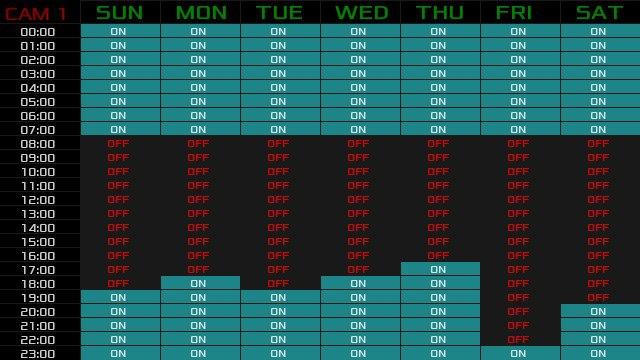 CAM 1 SUN MON TUE WED THU FRI SAT
00:00 ON ON ON ON ON ON ON
01:00 ON ON ON ON ON ON ON
02:00 ON ON ON ON ON ON ON
03:00 ON ON ON ON ON ON ON
04:00 ON ON ON ON ON ON ON
05:00 ON ON ON ON ON ON ON
06:00 ON ON ON ON ON ON ON
07:00 ON ON ON ON ON ON ON
08:00 OFF OFF OFF OFF OFF OFF OFF
09:00 OFF OFF OFF OFF OFF OFF OFF
10:00 OFF OFF OFF OFF OFF OFF OFF
11:00 OFF OFF OFF OFF OFF OFF OFF
12:00 OFF OFF OFF OFF OFF OFF OFF
13:00 OFF OFF OFF OFF OFF OFF OFF
14:00 OFF OFF OFF OFF OFF OFF OFF
15:00 OFF OFF OFF OFF OFF OFF OFF
16:00 OFF OFF OFF OFF OFF OFF OFF
17:00 OFF OFF OFF OFF ON OFF OFF
18:00 OFF ON OFF ON ON OFF OFF
19:00 ON ON ON ON ON OFF OFF
20:00 ON ON ON ON ON OFF ON
21:00 ON ON ON ON ON OFF ON
22:00 ON ON ON ON ON OFF ON
23:00 ON ON ON ON ON ON ON